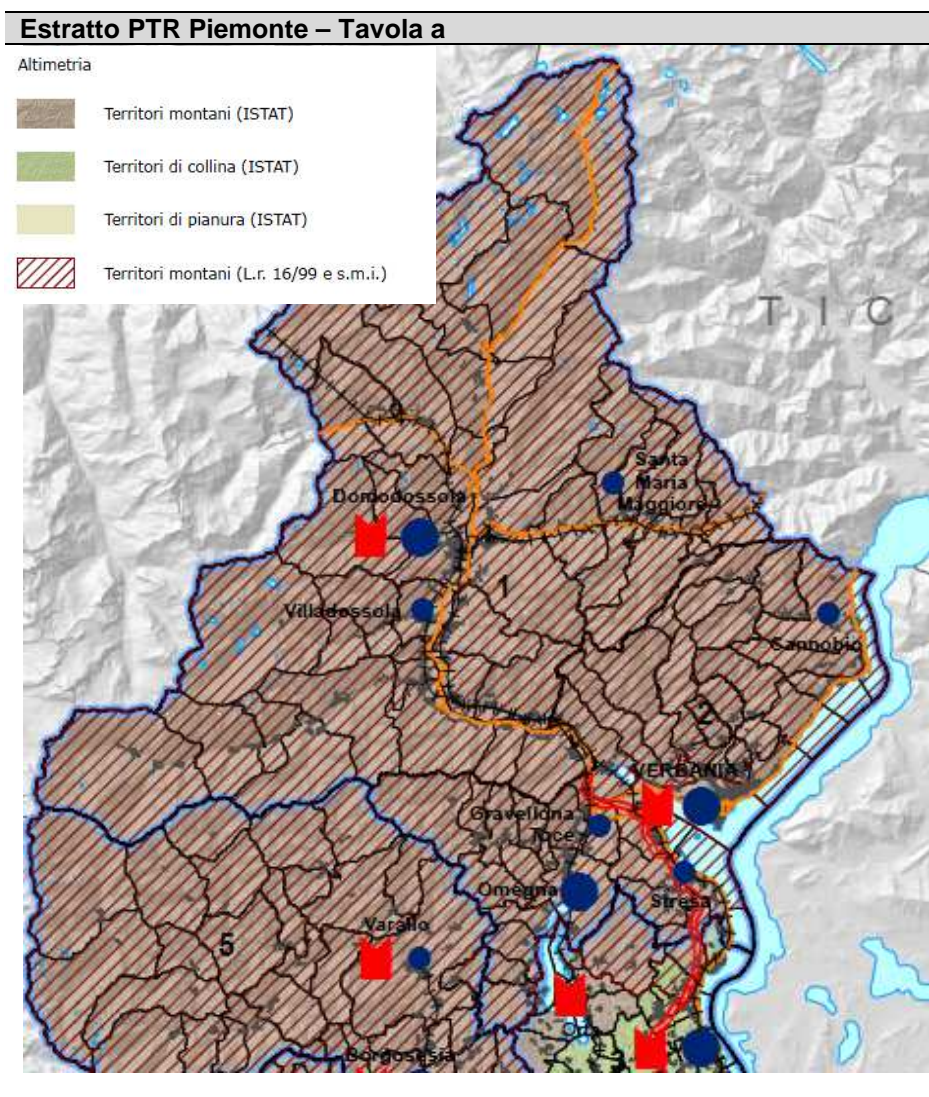 Estratto PTR Piemonte – Tavola a
Altimetria
Territori montani (ISTAT)
Territori di collina (ISTAT)
Territori di pianura (ISTAT)
Territori montani (L.r. 16/99 e s.m.i.)
T I C
Santa
Maria
Maggiore
Domodossola
1
Villadossola
Cannobio
2
VERBANIA
Gravellona
Toce
Omegna
Stresa
Varallo
5
Orta
Borgosesia